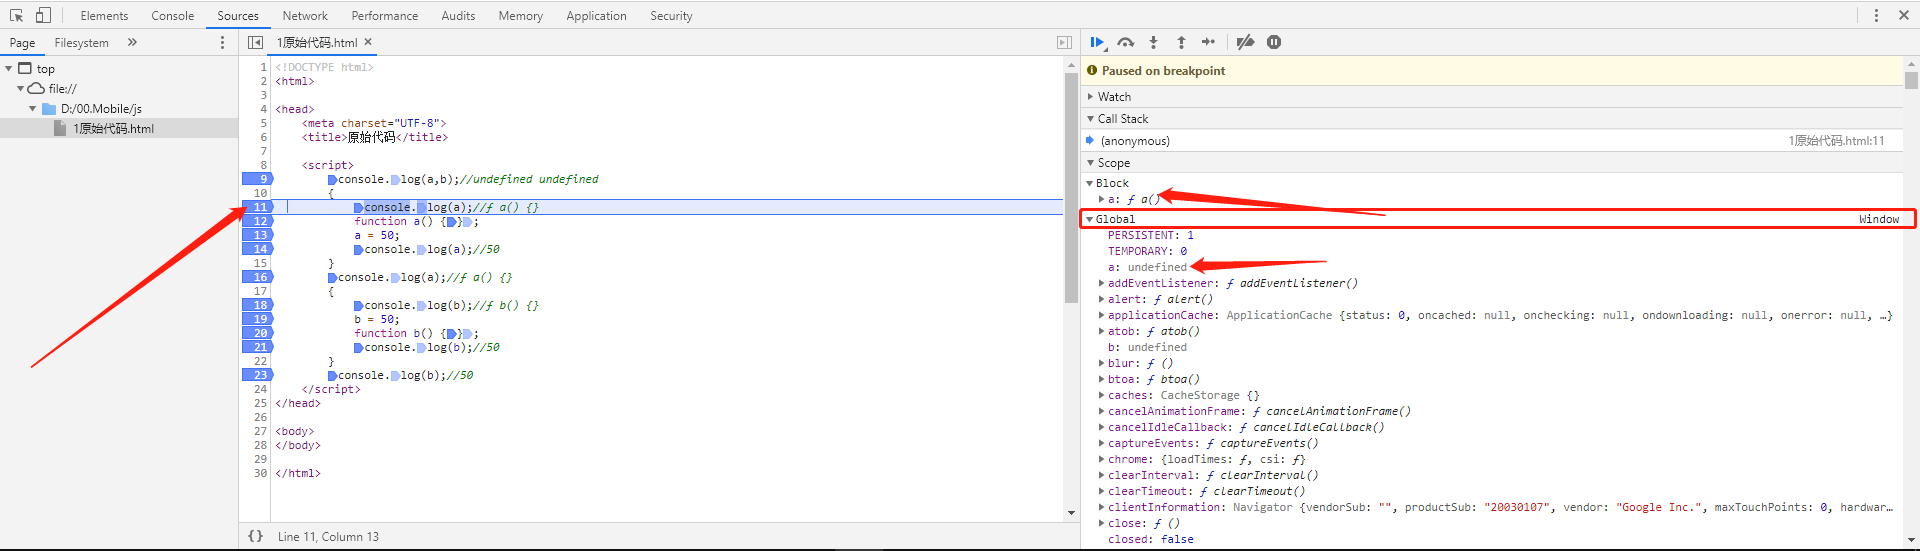 Elements Console Sources Network Performance Audits Memory Application Security
Page Filesystem »
top
file://
D:/00.Mobile/js
1原始代码.html
1原始代码.html ×
1 <!DOCTYPE html>
2 <html>
3
4 <head>
5 <meta charset="UTF-8">
6 <title>原始代码</title>
7
8 <script>
9 console.log(a,b);//undefined undefined
10 {
11 console.log(a);//ƒ a() {}
12 function a() {};
13 a = 50;
14 console.log(a);//50
15 }
16 console.log(a);//ƒ a() {}
17 {
18 console.log(b);//ƒ b() {}
19 b = 50;
20 function b() {};
21 console.log(b);//50
22 }
23 console.log(b);//50
24 </script>
25 </head>
26
27 <body>
28 </body>
29
30 </html>
{} Line 11, Column 13
Paused on breakpoint
Watch
Call Stack
(anonymous) 1原始代码.html:11
Scope
Block
a: ƒ a()
Global Window
PERSISTENT: 1
TEMPORARY: 0
a: undefined
addEventListener: ƒ addEventListener()
alert: ƒ alert()
applicationCache: ApplicationCache {status: 0, oncached: null, onchecking: null, ondownloading: null, onerror: null, …}
atob: ƒ atob()
b: undefined
blur: ƒ ()
btoa: ƒ btoa()
caches: CacheStorage {}
cancelAnimationFrame: ƒ cancelAnimationFrame()
cancelIdleCallback: ƒ cancelIdleCallback()
captureEvents: ƒ captureEvents()
chrome: {loadTimes: ƒ, csi: ƒ}
clearInterval: ƒ clearInterval()
clearTimeout: ƒ clearTimeout()
clientInformation: Navigator {vendorSub: "", productSub: "20030107", vendor: "Google Inc.", maxTouchPoints: 0, hardwar…
close: ƒ ()
closed: false